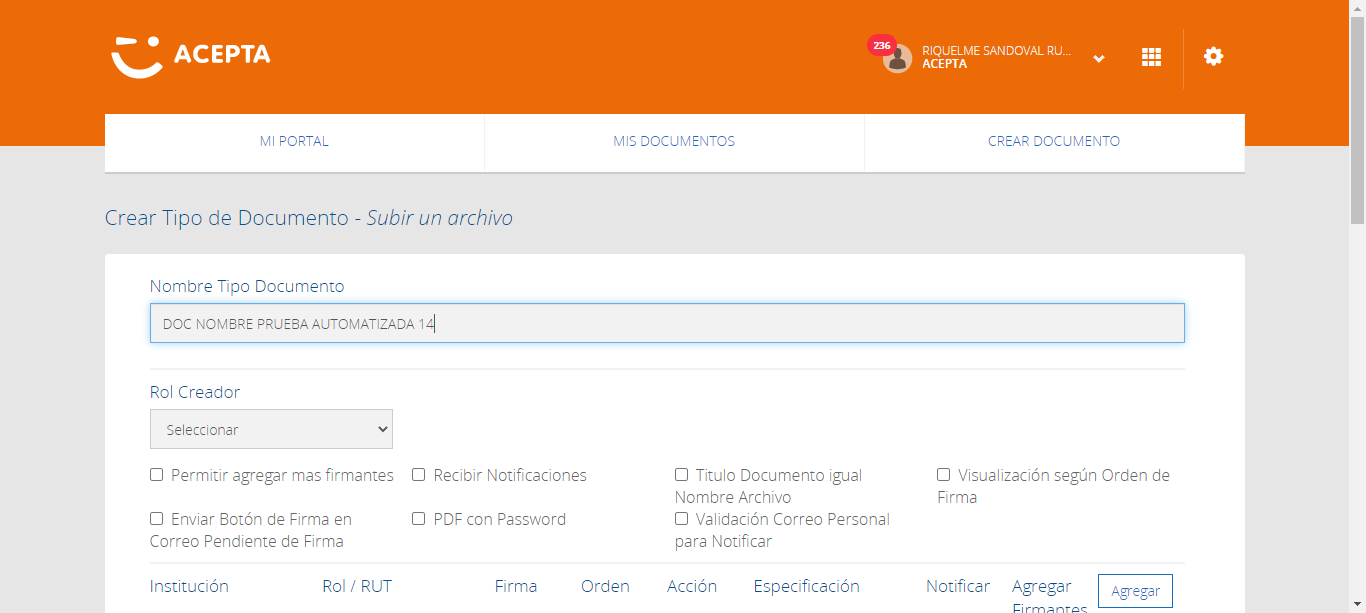 ACEPTA
236
RIQUELME SANDOVAL RU...
ACEPTA
MI PORTAL
MIS DOCUMENTOS
CREAR DOCUMENTO
Crear Tipo de Documento - Subir un archivo
Nombre Tipo Documento
DOC NOMBRE PRUEBA AUTOMATIZADA 14
Rol Creador
Seleccionar
Permitir agregar mas firmantes
Recibir Notificaciones
Titulo Documento igual
Nombre Archivo
Visualización según Orden de
Firma
Enviar Botón de Firma en
Correo Pendiente de Firma
PDF con Password
Validación Correo Personal
para Notificar
Institución
Rol / RUT
Firma
Orden
Acción
Especificación
Notificar
Agregar
Firmantes
Agregar